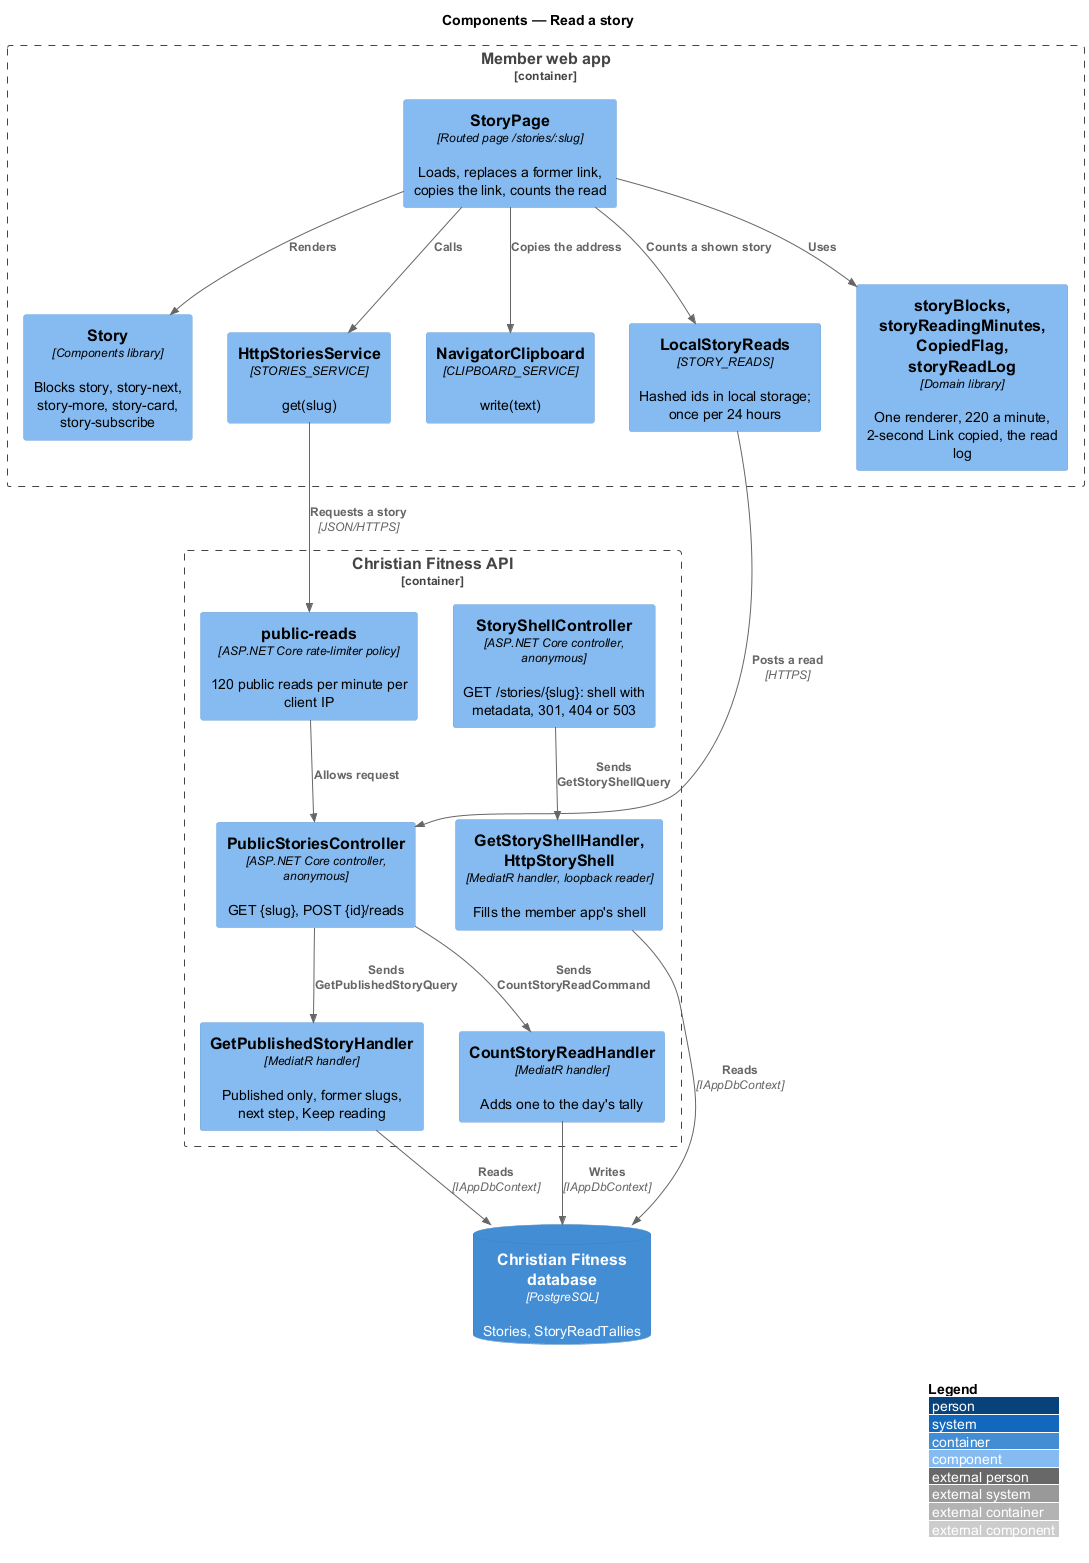 Components — Read a story
Member web app
[container]
StoryPage
[Routed page /stories/:slug]
Loads, replaces a former link,
copies the link, counts the read
Renders
Calls
Copies the address
Counts a shown story
Uses
Story
[Components library]
Blocks story, story-next,
story-more, story-card,
story-subscribe
HttpStoriesService
[STORIES_SERVICE]
get(slug)
NavigatorClipboard
[CLIPBOARD_SERVICE]
write(text)
LocalStoryReads
[STORY_READS]
Hashed ids in local storage;
once per 24 hours
storyBlocks,
storyReadingMinutes,
CopiedFlag,
storyReadLog
[Domain library]
One renderer, 220 a minute,
2-second Link copied, the read
log
Requests a story
[JSON/HTTPS]
Christian Fitness API
[container]
public-reads
[ASP.NET Core rate-limiter policy]
120 public reads per minute per
client IP
StoryShellController
[ASP.NET Core controller,
anonymous]
GET /stories/{slug}: shell with
metadata, 301, 404 or 503
Posts a read
[HTTPS]
Allows request
Sends
GetStoryShellQuery
PublicStoriesController
[ASP.NET Core controller,
anonymous]
GET {slug}, POST {id}/reads
GetStoryShellHandler,
HttpStoryShell
[MediatR handler, loopback reader]
Fills the member app's shell
Sends
GetPublishedStoryQuery
Sends
CountStoryReadCommand
GetPublishedStoryHandler
[MediatR handler]
Published only, former slugs,
next step, Keep reading
CountStoryReadHandler
[MediatR handler]
Adds one to the day's tally
Reads
[IAppDbContext]
Reads
[IAppDbContext]
Writes
[IAppDbContext]
Christian Fitness
database
[PostgreSQL]
Stories, StoryReadTallies
Legend
person
system
container
component
external person
external system
external container
external component